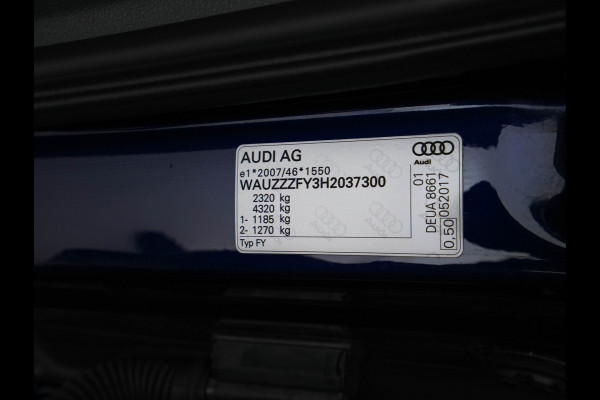 AUDI AG
e1*2007/46*1550
WAUZZZFY3H2037300
2320 kg
4320 kg
1- 1185 kg
2- 1270 kg
Typ FY
Audi
01
DEUA 8661
0,50 052017